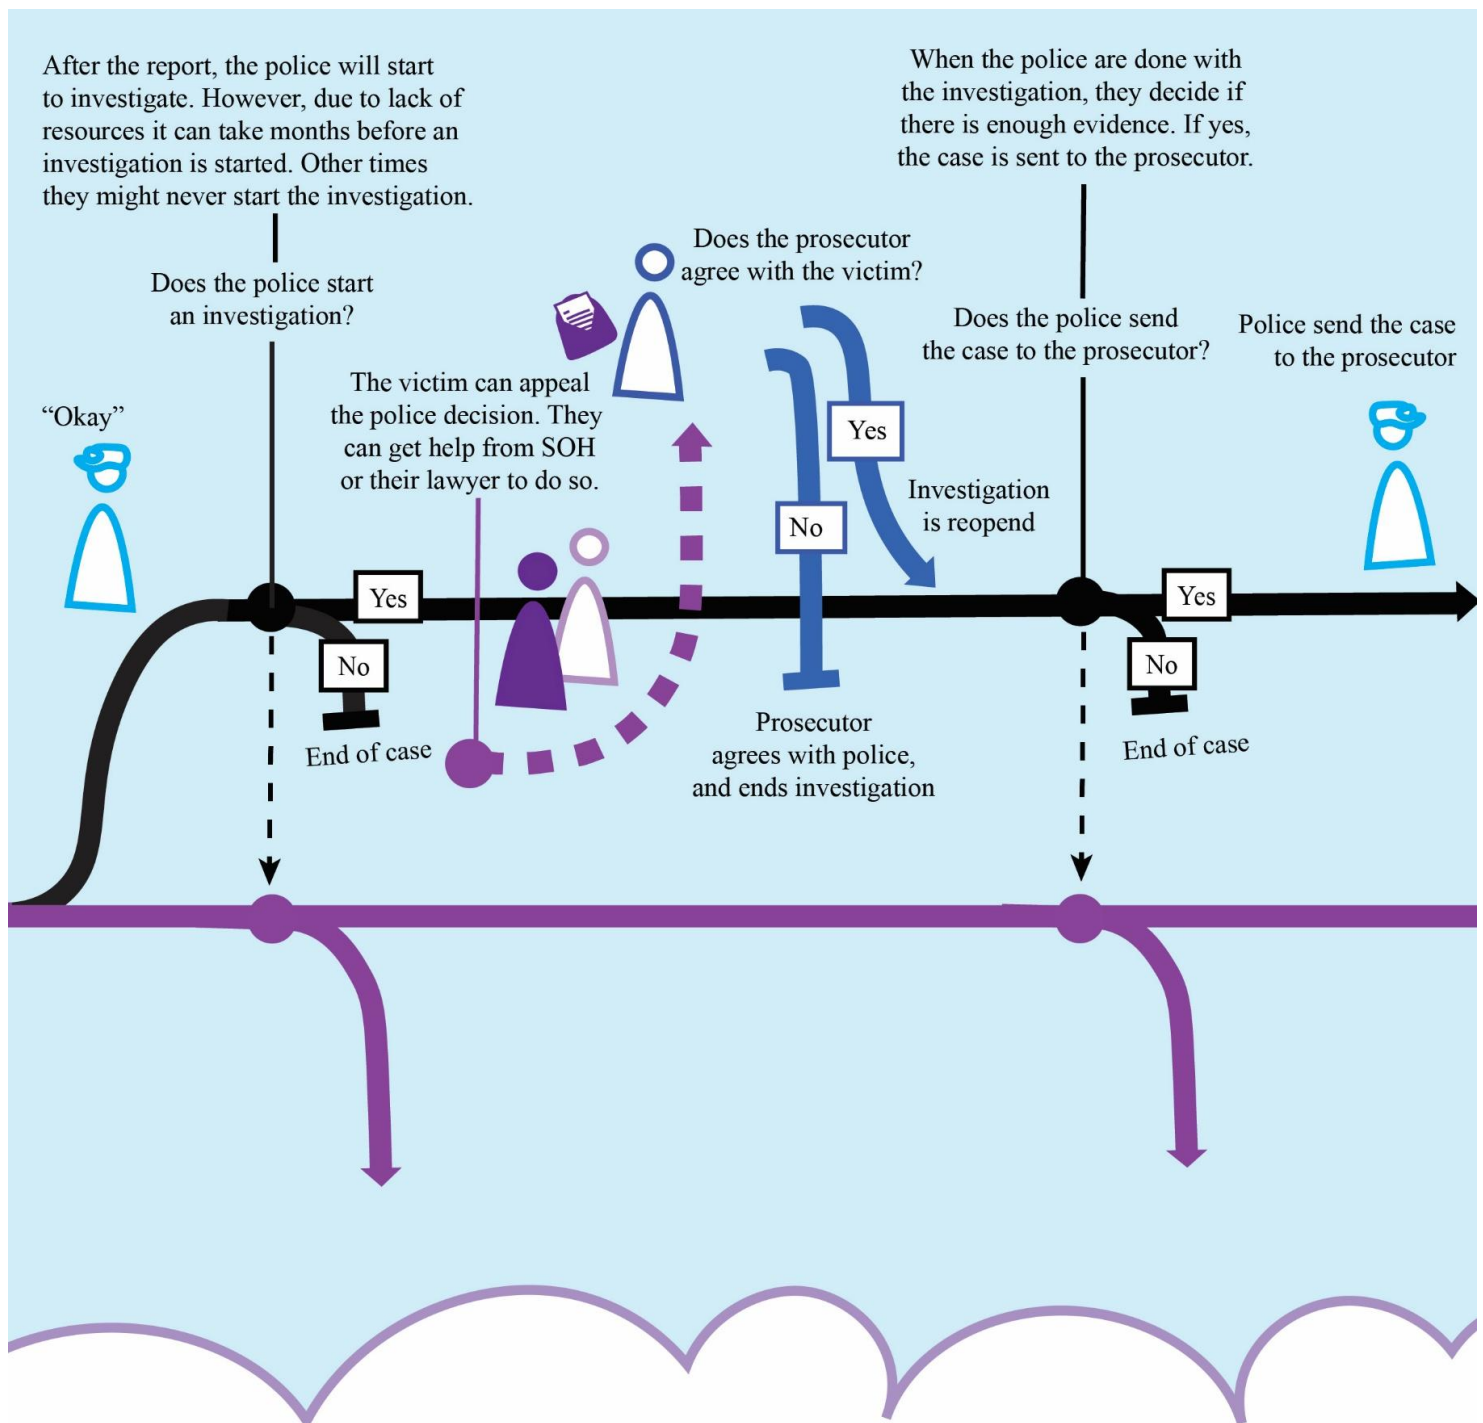 After the report, the police will start
to investigate. However, due to lack of
resources it can take months before an
investigation is started. Other times
they might never start the investigation.
Does the police start
an investigation?
“Okay”
Yes
No
End of case
The victim can appeal
the police decision. They
can get help from SOH
or their lawyer to do so.
Does the prosecutor
agree with the victim?
Yes
No
Investigation
is reopend
Prosecutor
agrees with police,
and ends investigation
When the police are done with
the investigation, they decide if
there is enough evidence. If yes,
the case is sent to the prosecutor.
Does the police send
the case to the prosecutor?
Yes
No
End of case
Police send the case
to the prosecutor